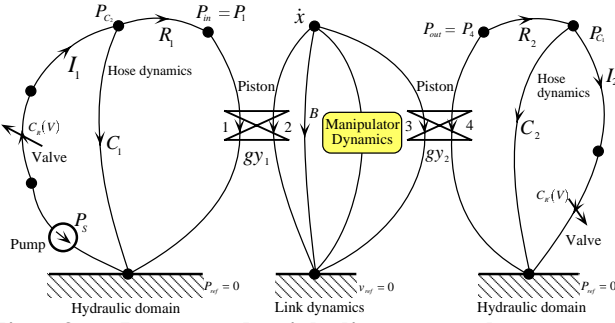 P_{C_2}
P_{in} = P_1
ẋ
P_{out} = P_4
P_{C_1}
R_1
R_2
I_1
I_2
Hose dynamics
Hose
dynamics
Piston
Piston
C_R(V)
Valve
C_1
1
2
B
Manipulator
Dynamics
3
4
C_2
gy_1
gy_2
C_{R'}(V)
Valve
P_S
Pump
P_{ref} = 0
v_{ref} = 0
P_{ref} = 0
Hydraulic domain
Link dynamics
Hydraulic domain